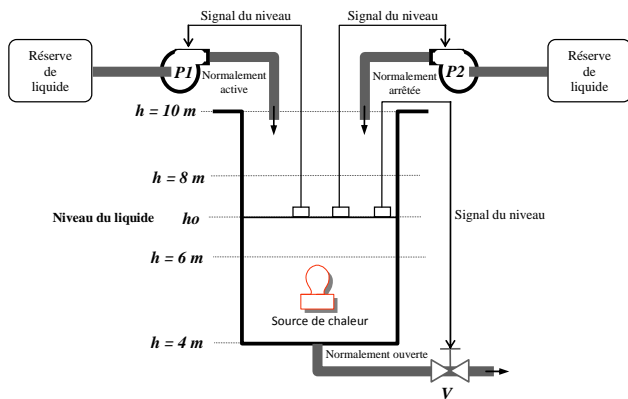 Signal du niveau
Signal du niveau
Réserve
de
liquide
P1
Normalement
active
Normalement
arrêtée
P2
Réserve
de
liquide
h = 10 m
h = 8 m
Niveau du liquide ho
Signal du niveau
h = 6 m
Source de chaleur
h = 4 m
Normalement ouverte
V